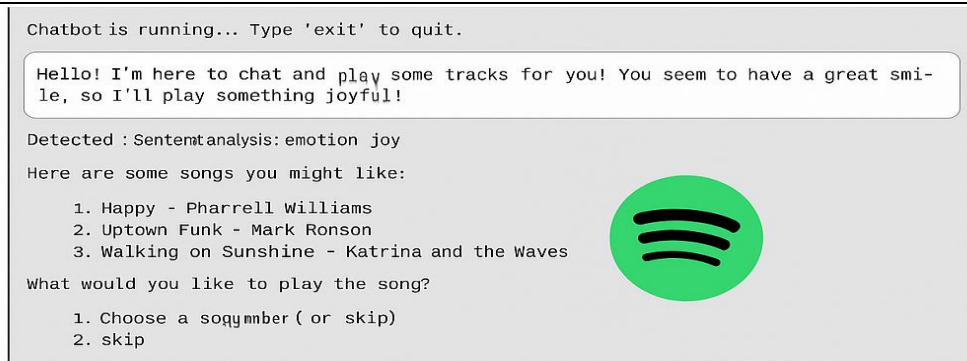 Chatbot is running... Type 'exit' to quit.
Hello! I'm here to chat and play some tracks for you! You seem to have a great smi-
le, so I'll play something joyful!
Detected : Sentemt analysis: emotion joy
Here are some songs you might like:
1. Happy - Pharrell Williams
2. Uptown Funk - Mark Ronson
3. Walking on Sunshine - Katrina and the Waves
What would you like to play the song?
1. Choose a soqymnber ( or skip)
2. skip